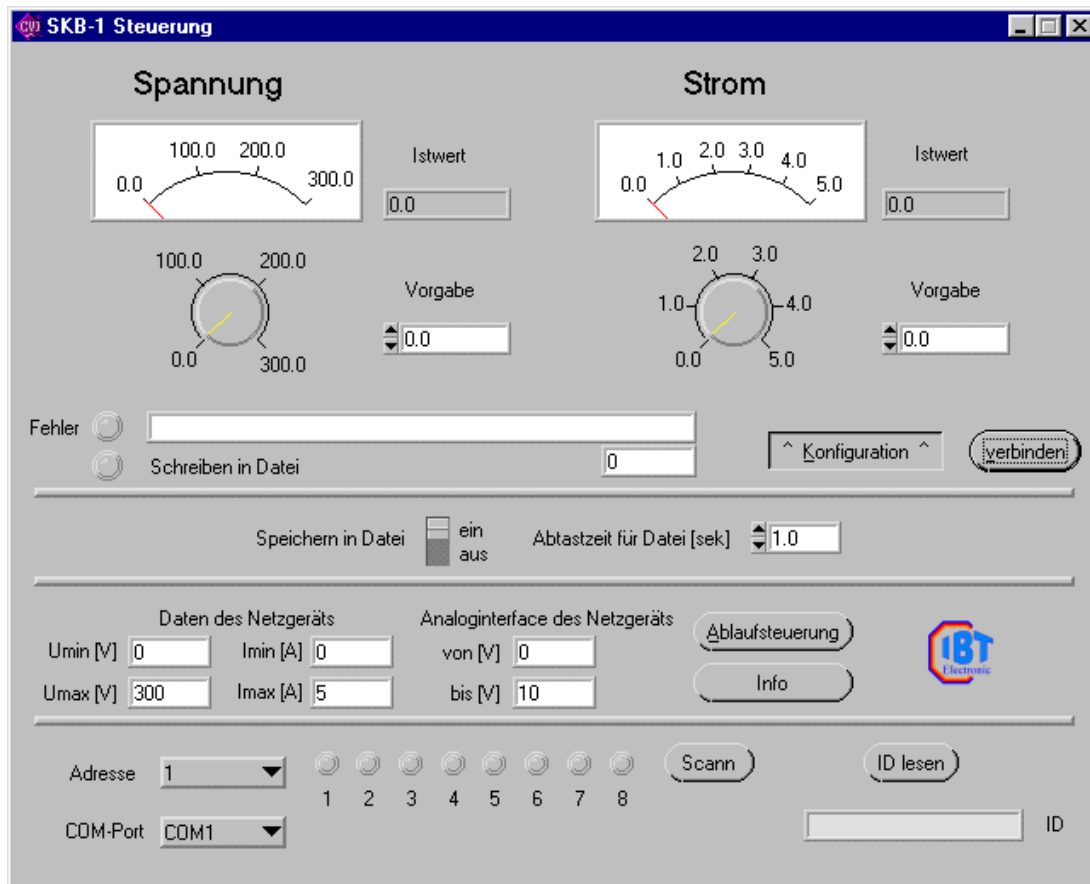 CVI SKB-1 Steuerung
Spannung
Strom
0.0 100.0 200.0 300.0
Istwert
0.0
0.0 1.0 2.0 3.0 4.0 5.0
Istwert
0.0
0.0 100.0 200.0 300.0
Vorgabe
0.0
0.0 1.0 2.0 3.0 4.0 5.0
Vorgabe
0.0
Fehler
Schreiben in Datei
0
^ Konfiguration ^
verbinden
Speichern in Datei
ein
aus
Abtastzeit für Datei [sek]
1.0
Daten des Netzgeräts
Umin [V] 0
Imin [A] 0
Umax [V] 300
Imax [A] 5
Analoginterface des Netzgeräts
von [V] 0
bis [V] 10
Ablaufsteuerung
Info
IBT
Electronic
Adresse 1
COM-Port COM1
1 2 3 4 5 6 7 8
Scann
ID lesen
ID